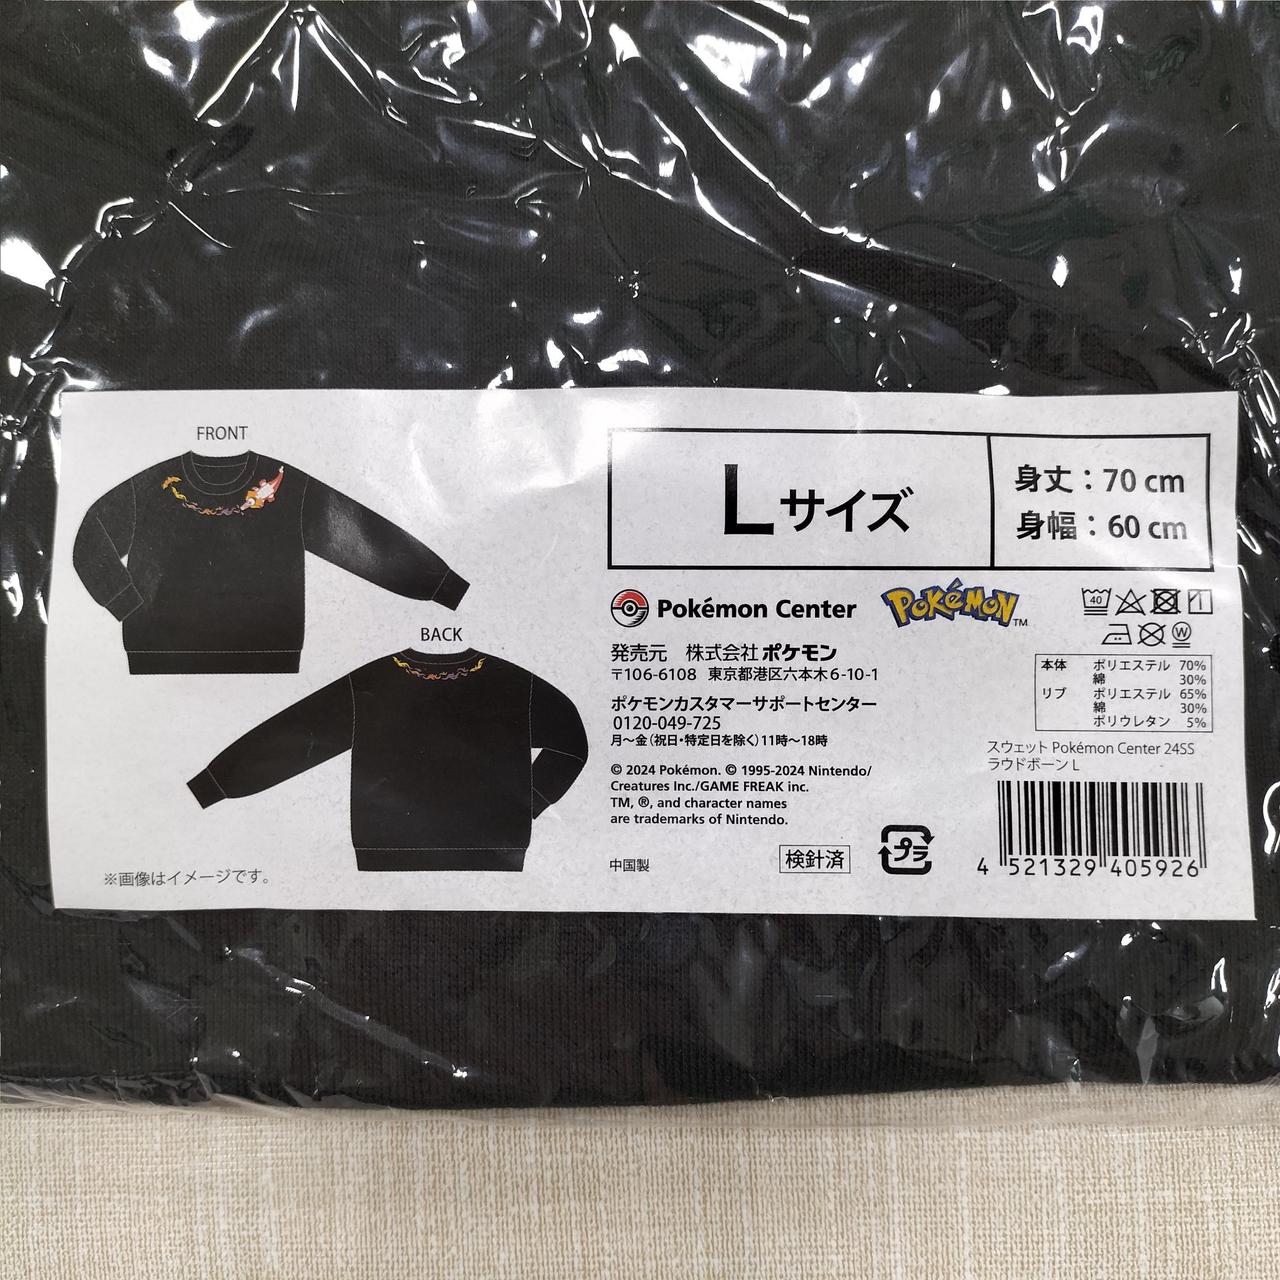 FRONT
BACK
※画像はイメージです。
Lサイズ
身丈：70 cm
身幅：60 cm
Pokémon Center
POKéMON TM
40
W
発売元 株式会社ポケモン
〒106-6108 東京都港区六本木6-10-1
ポケモンカスタマーサポートセンター
0120-049-725
月～金（祝日・特定日を除く）11時～18時
© 2024 Pokémon. © 1995-2024 Nintendo/
Creatures Inc./GAME FREAK inc.
TM, ®, and character names
are trademarks of Nintendo.
中国製
検針済
プラ
本体 ポリエステル 70%
綿 30%
リブ ポリエステル 65%
綿 30%
ポリウレタン 5%
スウェット Pokémon Center 24SS
ラウドボーン L
4 521329 405926